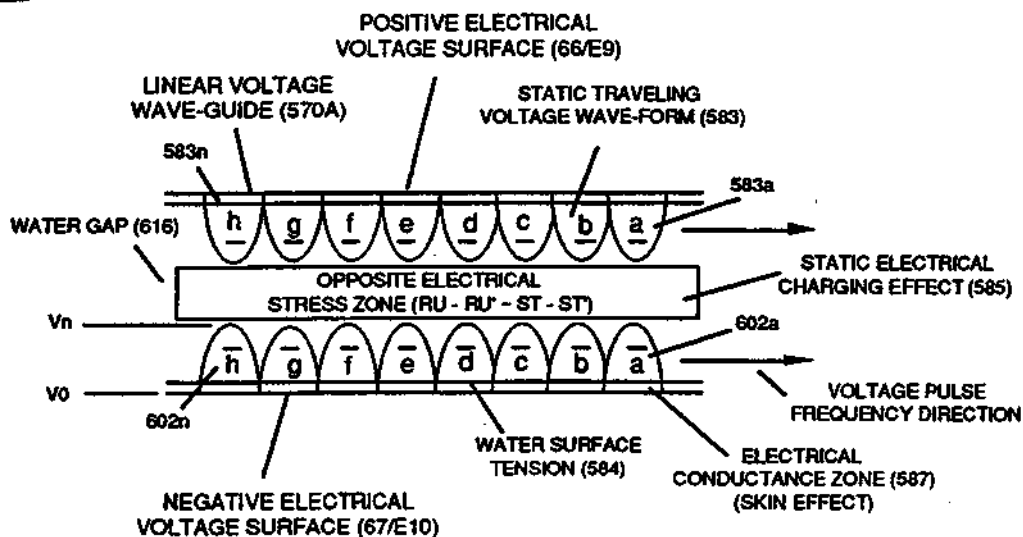 POSITIVE ELECTRICAL
VOLTAGE SURFACE (66/E9)
LINEAR VOLTAGE
WAVE-GUIDE (570A)
STATIC TRAVELING
VOLTAGE WAVE-FORM (583)
583n
583a
h g f e d c b a
WATER GAP (616)
OPPOSITE ELECTRICAL
STRESS ZONE (RU - RU' - ST - ST')
STATIC ELECTRICAL
CHARGING EFFECT (585)
Vn
602a
h g f e d c b a
V0
602n
VOLTAGE PULSE
FREQUENCY DIRECTION
WATER SURFACE
TENSION (584)
ELECTRICAL
CONDUCTANCE ZONE (587)
(SKIN EFFECT)
NEGATIVE ELECTRICAL
VOLTAGE SURFACE (67/E10)